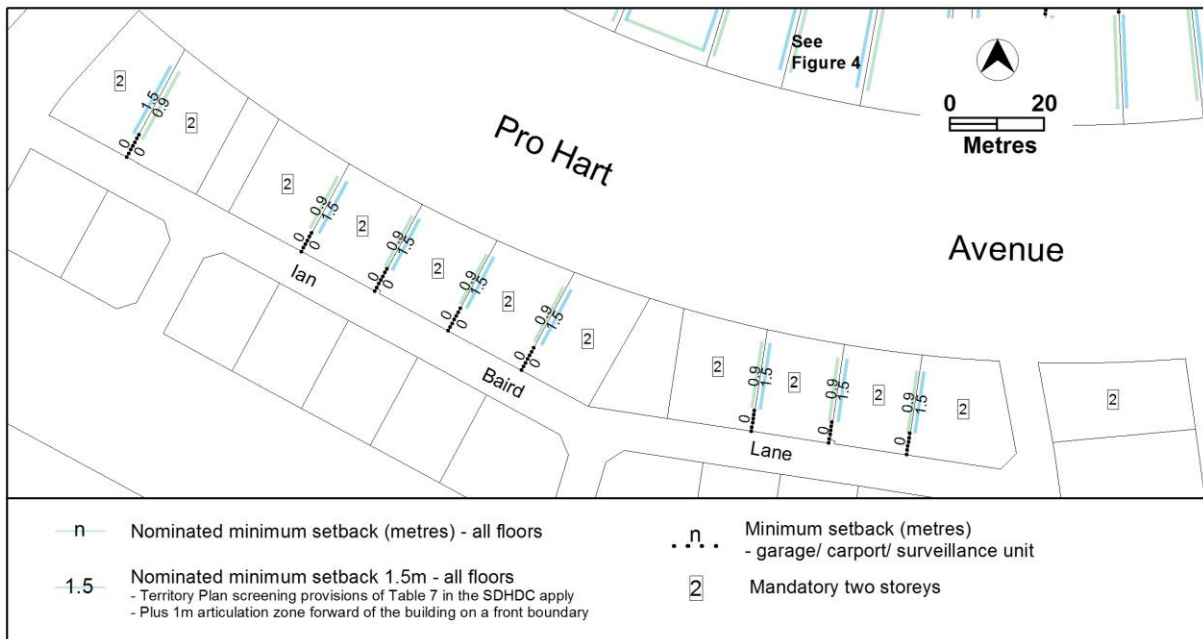 See
Figure 4
0 20
Metres
Pro Hart
Avenue
2
1.5
0.9
2
0
0
2
0.9
1.5
2
0
0
0.9
1.5
2
0
0
0.9
1.5
2
0
0
0.9
1.5
2
0
0
Ian
Baird
Lane
2
0.9
1.5
2
0
0.9
1.5
2
0
0.9
1.5
2
0
2
n Nominated minimum setback (metres) - all floors
1.5 Nominated minimum setback 1.5m - all floors
- Territory Plan screening provisions of Table 7 in the SDHDC apply
- Plus 1m articulation zone forward of the building on a front boundary
n Minimum setback (metres)
- garage/ carport/ surveillance unit
2 Mandatory two storeys